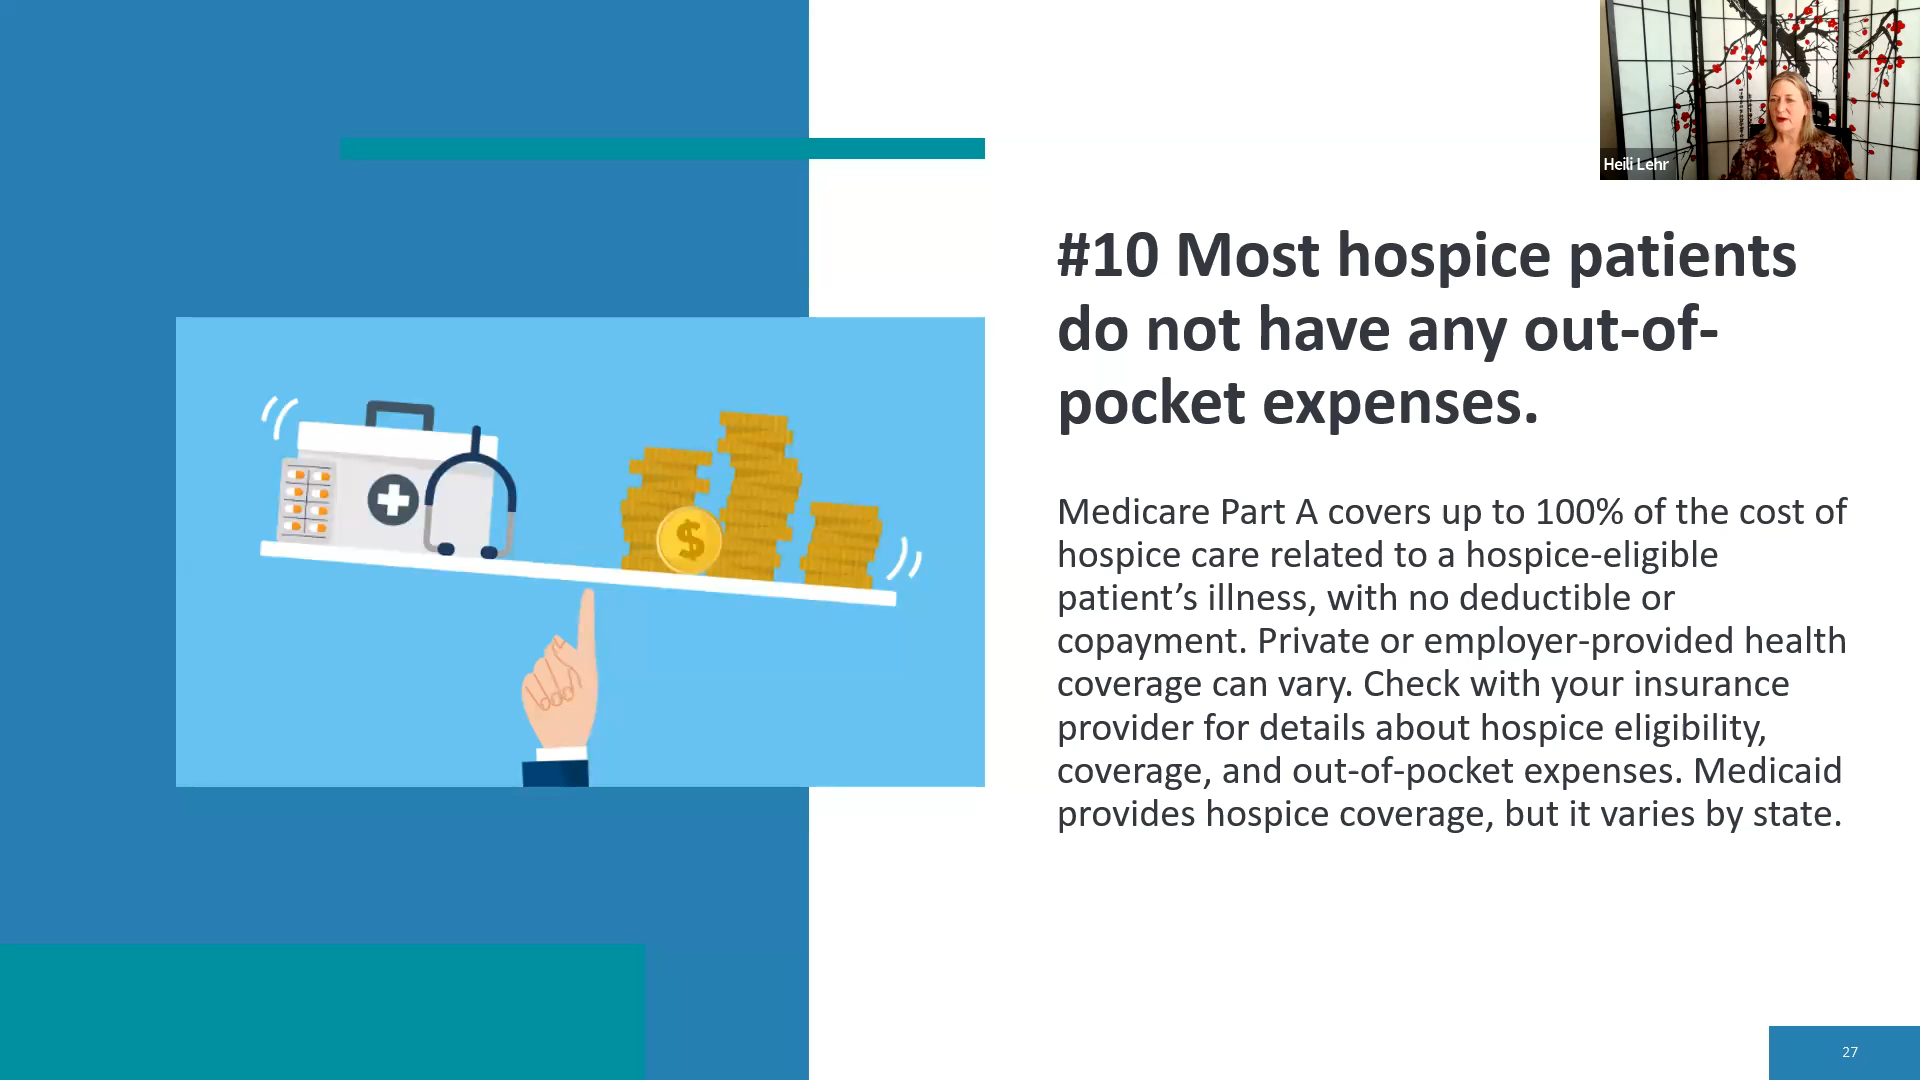 Heili Lehr
#10 Most hospice patients
do not have any out-of-
pocket expenses.
Medicare Part A covers up to 100% of the cost of
hospice care related to a hospice-eligible
patient’s illness, with no deductible or
copayment. Private or employer-provided health
coverage can vary. Check with your insurance
provider for details about hospice eligibility,
coverage, and out-of-pocket expenses. Medicaid
provides hospice coverage, but it varies by state.
$
27